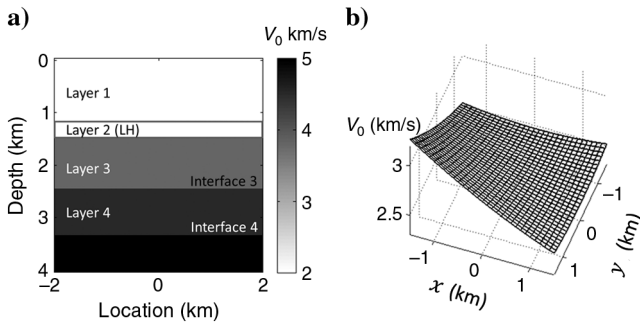 a)
V₀ km/s
0
1
2
3
4
Depth (km)
Layer 1
Layer 2 (LH)
Layer 3
Interface 3
Layer 4
Interface 4
−2
0
2
Location (km)
5
4
3
2
b)
V₀ (km/s)
3
2.5
−1
0
1
x (km)
−1
0
1
y (km)